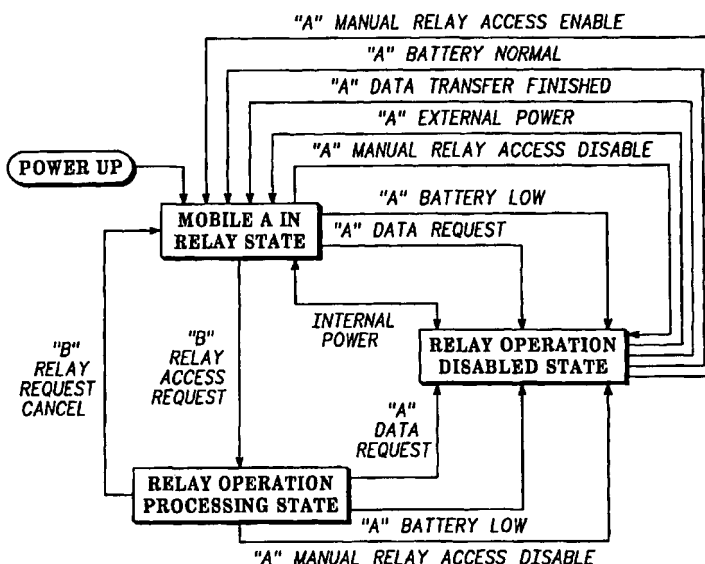 "A" MANUAL RELAY ACCESS ENABLE
"A" BATTERY NORMAL
"A" DATA TRANSFER FINISHED
"A" EXTERNAL POWER
"A" MANUAL RELAY ACCESS DISABLE
POWER UP
"A" BATTERY LOW
MOBILE A IN
RELAY STATE
"A" DATA REQUEST
INTERNAL
POWER
"B"
RELAY
REQUEST
CANCEL
"B"
RELAY
ACCESS
REQUEST
RELAY OPERATION
DISABLED STATE
"A"
DATA
REQUEST
RELAY OPERATION
PROCESSING STATE
"A" BATTERY LOW
"A" MANUAL RELAY ACCESS DISABLE